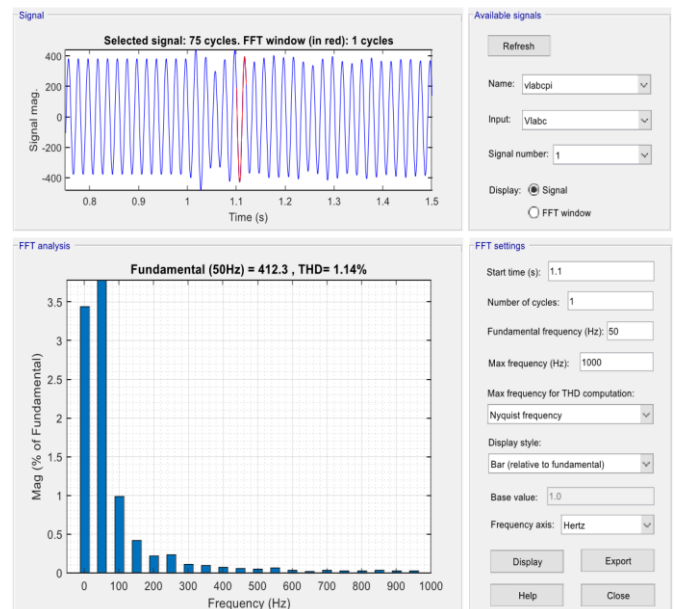 Signal
Selected signal: 75 cycles. FFT window (in red): 1 cycles
400
200
0
-200
-400
Signal mag.
0.8 0.9 1 1.1 1.2 1.3 1.4 1.5
Time (s)
Available signals
Refresh
Name: vlabcpi
Input: Vlabc
Signal number: 1
Display: Signal
FFT window
FFT analysis
Fundamental (50Hz) = 412.3 , THD= 1.14%
3.5
3
2.5
2
1.5
1
0.5
0
Mag (% of Fundamental)
0 100 200 300 400 500 600 700 800 900 1000
Frequency (Hz)
FFT settings
Start time (s): 1.1
Number of cycles: 1
Fundamental frequency (Hz): 50
Max frequency (Hz): 1000
Max frequency for THD computation:
Nyquist frequency
Display style:
Bar (relative to fundamental)
Base value: 1.0
Frequency axis: Hertz
Display Export
Help Close